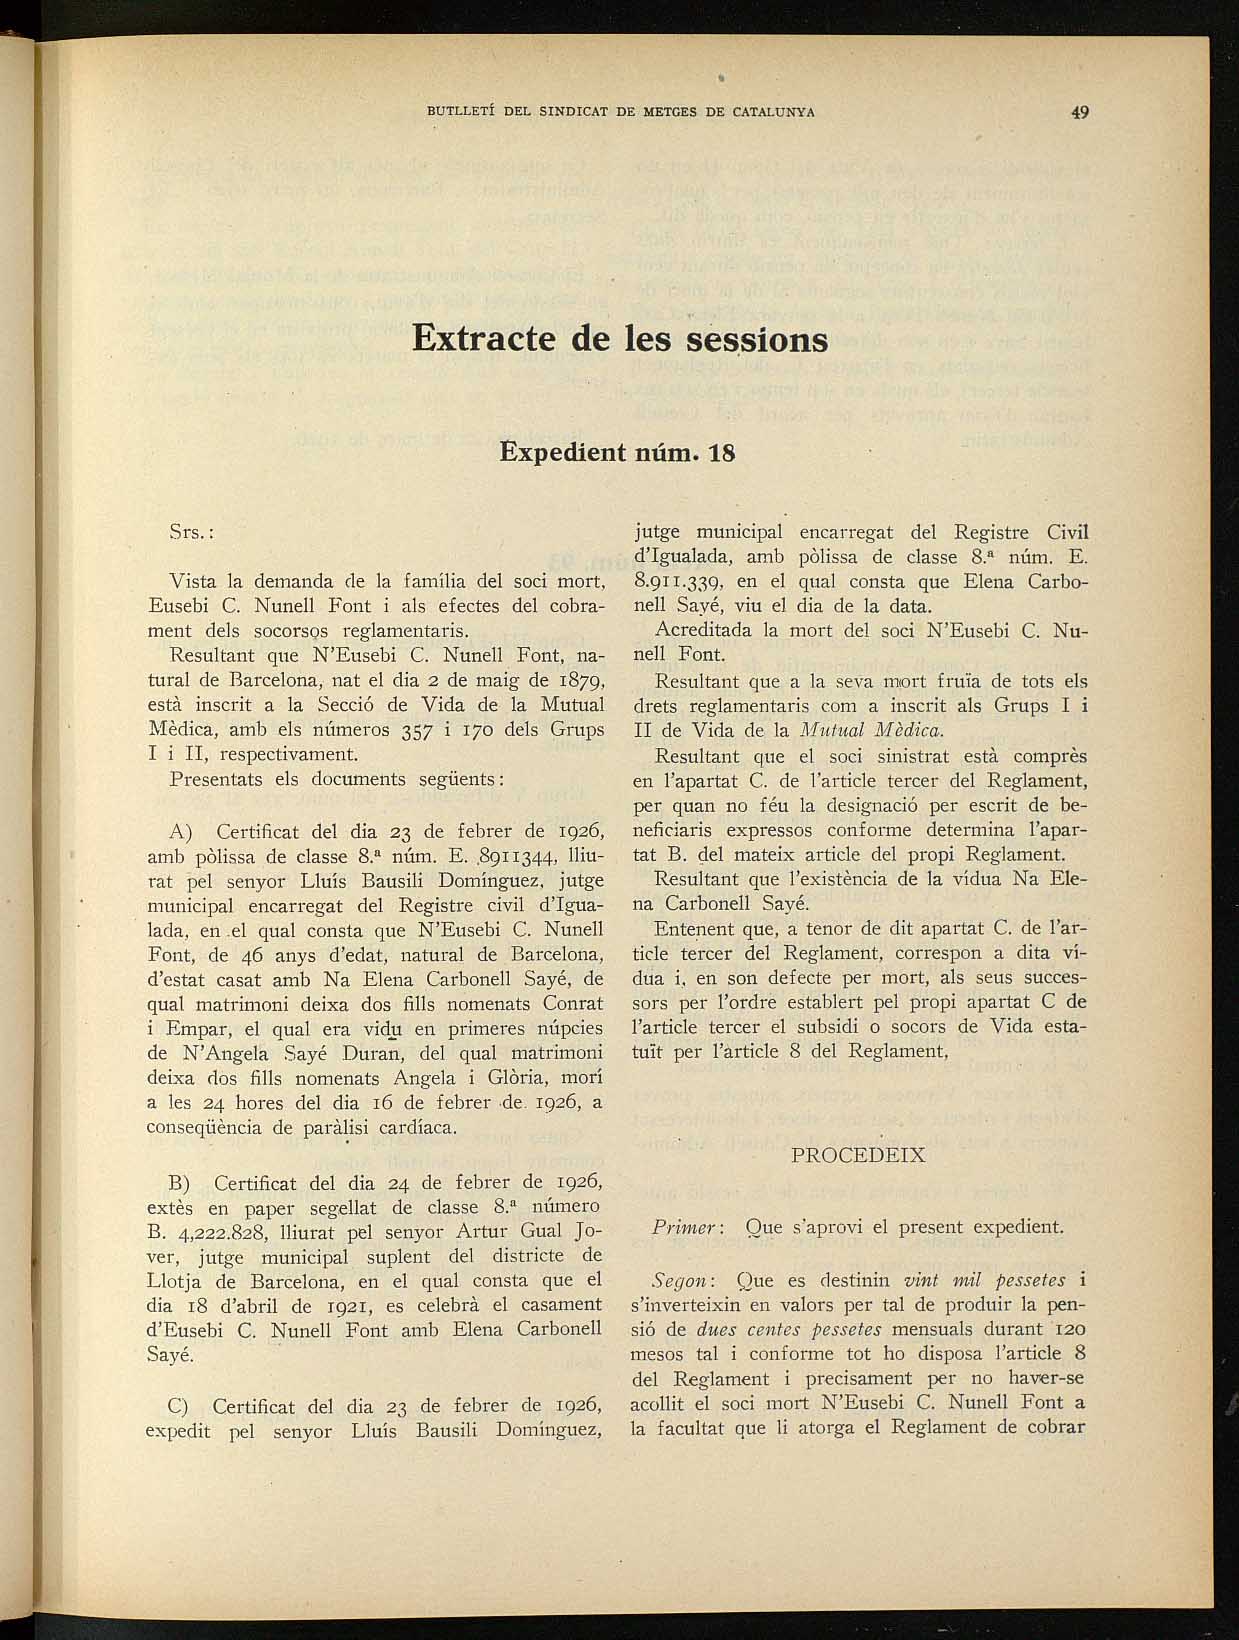 BUTLLETÍ DEL SINDICAT DE METGES DE CATALUNYA
49
Extracte de les sessions
Expedient núm. 18
Srs.:
Vista la demanda de la família del soci mort,
Eusebi C. Nunell Font i als efectes del cobra-
ment dels socorsos reglamentaris.
Resultant que N'Eusebi C. Nunell Font, na-
tural de Barcelona, nat el dia 2 de maig de 1879,
està inscrit a la Secció de Vida de la Mutual
Mèdica, amb els números 357 i 170 dels Grups
I i II, respectivament.
Presentats els documents següents:
A) Certificat del dia 23 de febrer de 1926,
amb pòlissa de classe 8.ª núm. E. 8911344, lliu-
rat pel senyor Lluís Bausili Domínguez, jutge
municipal encarregat del Registre civil d'Igua-
lada, en el qual consta que N'Eusebi C. Nunell
Font, de 46 anys d'edat, natural de Barcelona,
d'estat casat amb Na Elena Carbonell Sayé, de
qual matrimoni deixa dos fills nomenats Conrat
i Empar, el qual era vidu en primeres núpcies
de N'Angela Sayé Duran, del qual matrimoni
deixa dos fills nomenats Angela i Glòria, morí
a les 24 hores del dia 16 de febrer de 1926, a
conseqüència de paràlisi cardíaca.
B) Certificat del dia 24 de febrer de 1926,
extès en paper segellat de classe 8.ª número
B. 4,222.828, lliurat pel senyor Artur Gual Jo-
ver, jutge municipal suplent del districte de
Llotja de Barcelona, en el qual consta que el
dia 18 d'abril de 1921, es celebrà el casament
d'Eusebi C. Nunell Font amb Elena Carbonell
Sayé.
C) Certificat del dia 23 de febrer de 1926,
expedit pel senyor Lluís Bausili Domínguez,
jutge municipal encarregat del Registre Civil
d'Igualada, amb pòlissa de classe 8.ª núm. E.
8.911.339, en el qual consta que Elena Carbo-
nell Sayé, viu el dia de la data.
Acreditada la mort del soci N'Eusebi C. Nu-
nell Font.
Resultant que a la seva mort fruïa de tots els
drets reglamentaris com a inscrit als Grups I i
II de Vida de la Mutual Mèdica.
Resultant que el soci sinistrat està comprès
en l'apartat C. de l'article tercer del Reglament,
per quan no féu la designació per escrit de be-
neficiaris expressos conforme determina l'apar-
tat B. del mateix article del propi Reglament.
Resultant que l'existència de la vídua Na Ele-
na Carbonell Sayé.
Entenent que, a tenor de dit apartat C. de l'ar-
ticle tercer del Reglament, correspon a dita ví-
dua i, en son defecte per mort, als seus succes-
sors per l'ordre establert pel propi apartat C de
l'article tercer el subsidi o socors de Vida esta-
tuït per l'article 8 del Reglament,
PROCEDEIX
Primer: Que s'aprovi el present expedient.
Segon: Que es destinin vint mil pessetes i
s'inverteixin en valors per tal de produir la pen-
sió de dues centes pessetes mensuals durant 120
mesos tal i conforme tot ho disposa l'article 8
del Reglament i precisament per no haver-se
acollit el soci mort N'Eusebi C. Nunell Font a
la facultat que li atorga el Reglament de cobrar